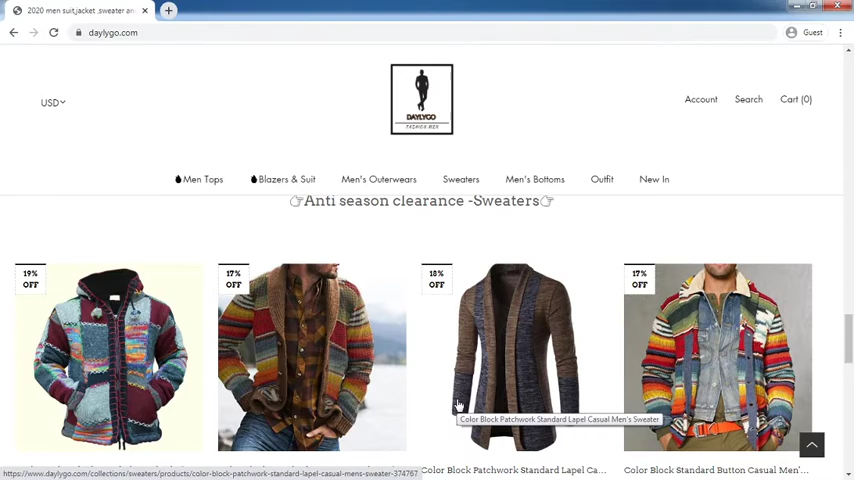 2020 men suit,jacket ,sweater an
daylygo.com
Guest
USD
DAYLYGO
FASHION MEN
Account
Search
Cart (0)
Men Tops
Blazers & Suit
Men's Outerwears
Sweaters
Men's Bottoms
Outfit
New In
Anti season clearance -Sweaters
19%
OFF
17%
OFF
18%
OFF
17%
OFF
Color Block Patchwork Standard Lapel Casual Men's Sweater
https://www.daylygo.com/collections/sweaters/products/color-block-patchwork-standard-lapel-casual-mens-sweater-374767
Color Block Patchwork Standard Lapel Ca...
Color Block Standard Button Casual Men'...